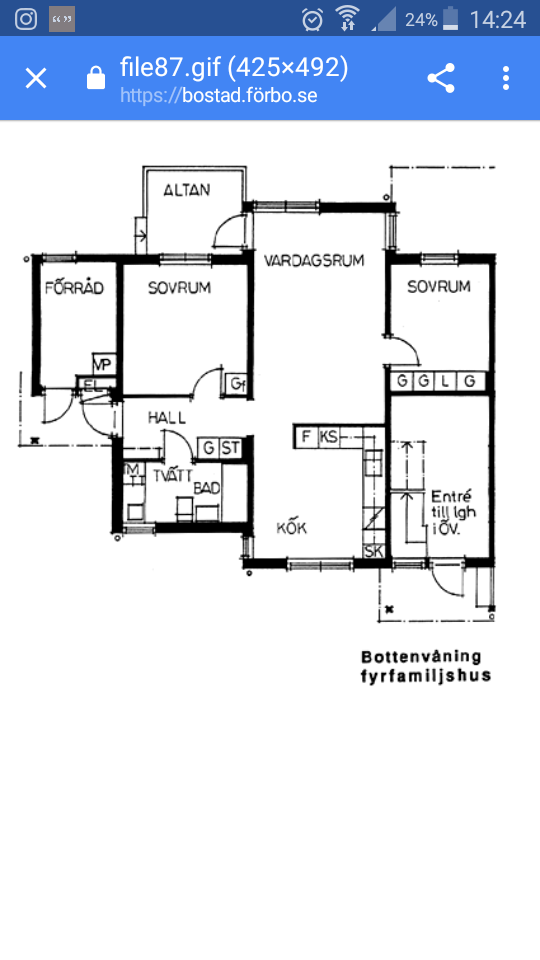 24% 14:24
file87.gif (425×492)
https://bostad.förbo.se
ALTAN
VARDAGSRUM
FÖRRÅD
SOVRUM
SOVRUM
VP
EL
Gf
G G L G
HALL
F KS
G ST
M
TVÄTT
BAD
Entré
till lgh
i ÖV.
KÖK
SK
Bottenvåning
fyrfamiljshus